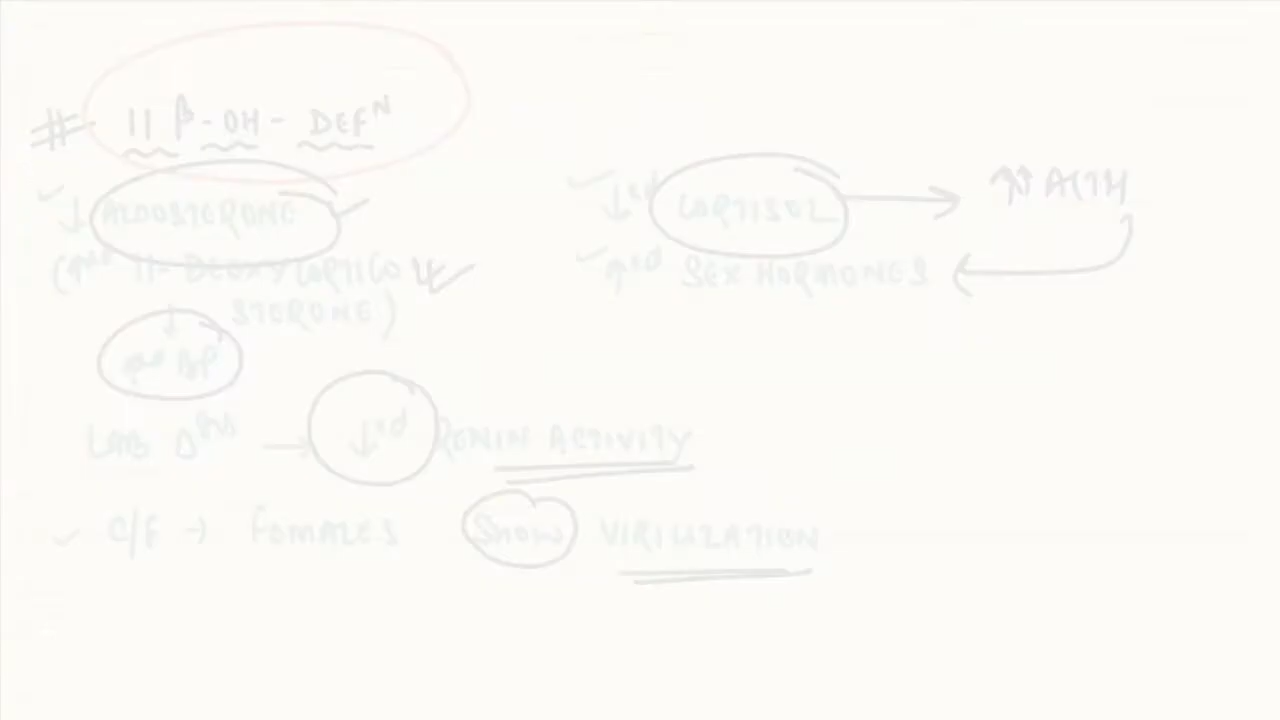 # 11 β - OH - DEFᴺ
↓ ALDOSTERONE
(↑ed 11- DEOXYCORTICO
STERONE)
↓
↑ed BP
↓ed CORTISOL → ↑↑ ACTH
↑ed SEX HORMONES
LAB Δ → ↓ed RENIN ACTIVITY
C/F → FEMALES SHOW VIRILIZATION